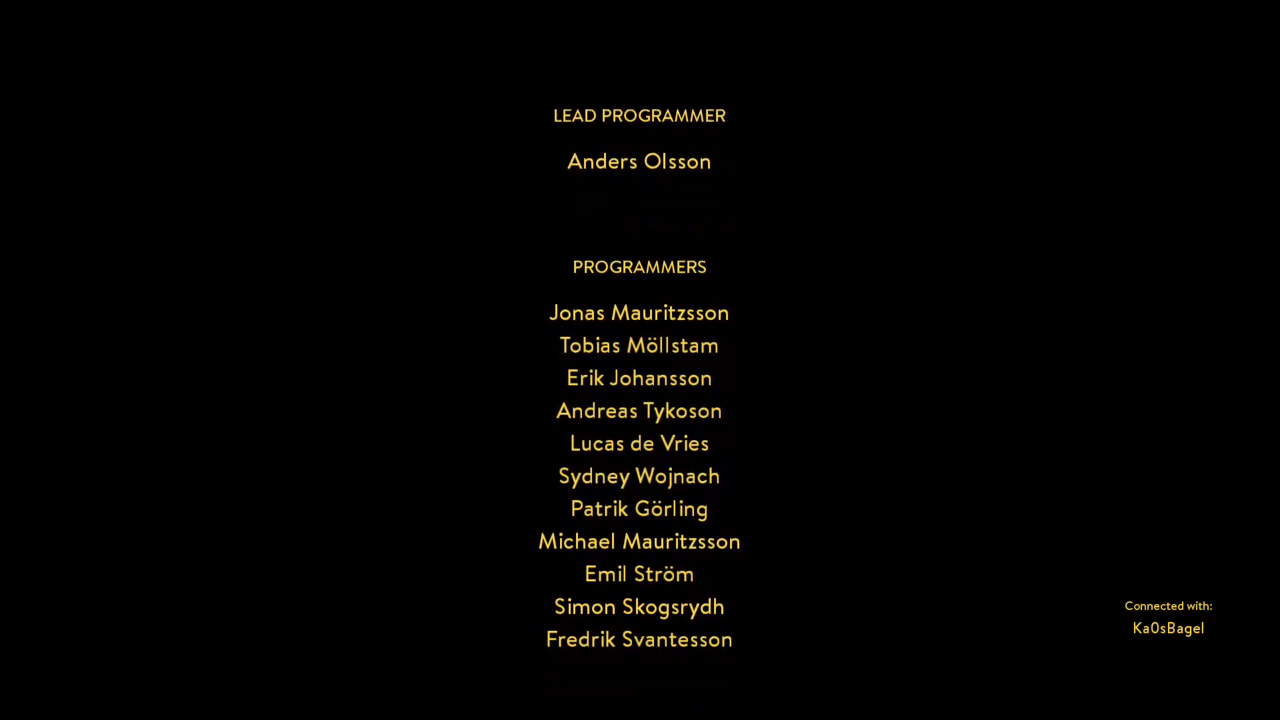 LEAD PROGRAMMER
Anders Olsson
PROGRAMMERS
Jonas Mauritzsson
Tobias Möllstam
Erik Johansson
Andreas Tykoson
Lucas de Vries
Sydney Wojnach
Patrik Görling
Michael Mauritzsson
Emil Ström
Simon Skogsrydh
Fredrik Svantesson
Connected with:
Ka0sBagel